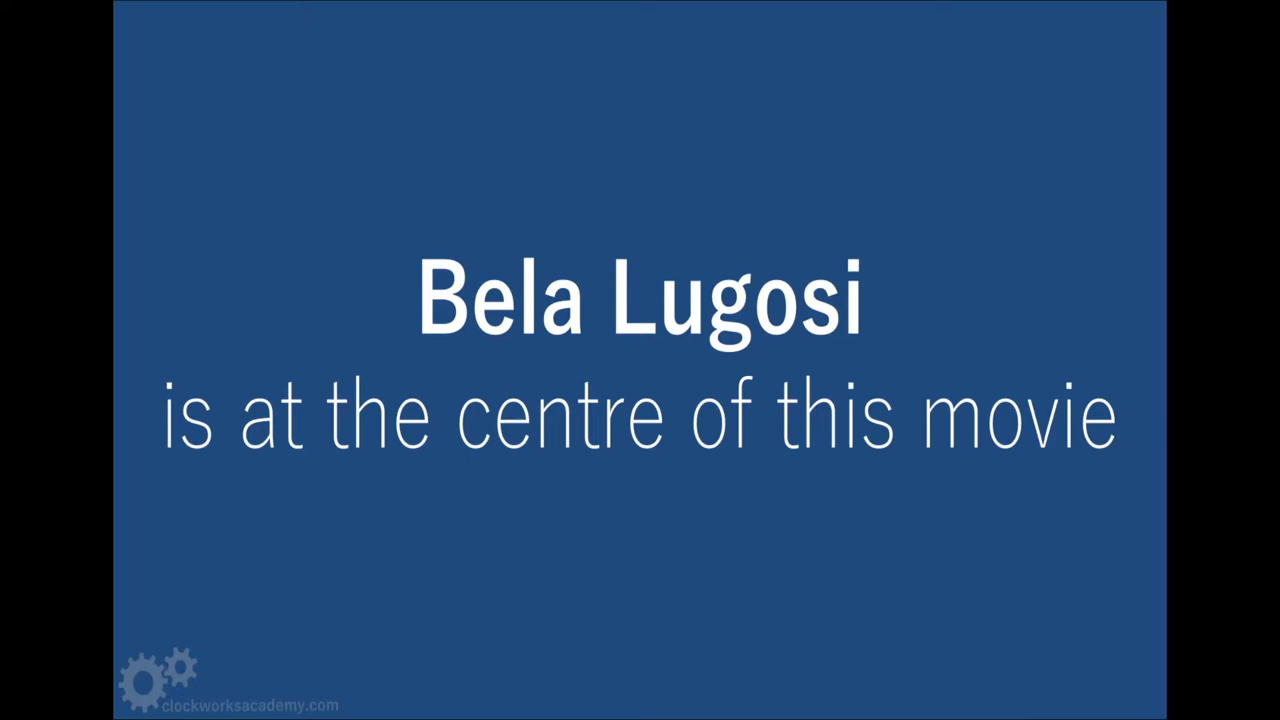 Bela Lugosi
is at the centre of this movie
clockworksacademy.com